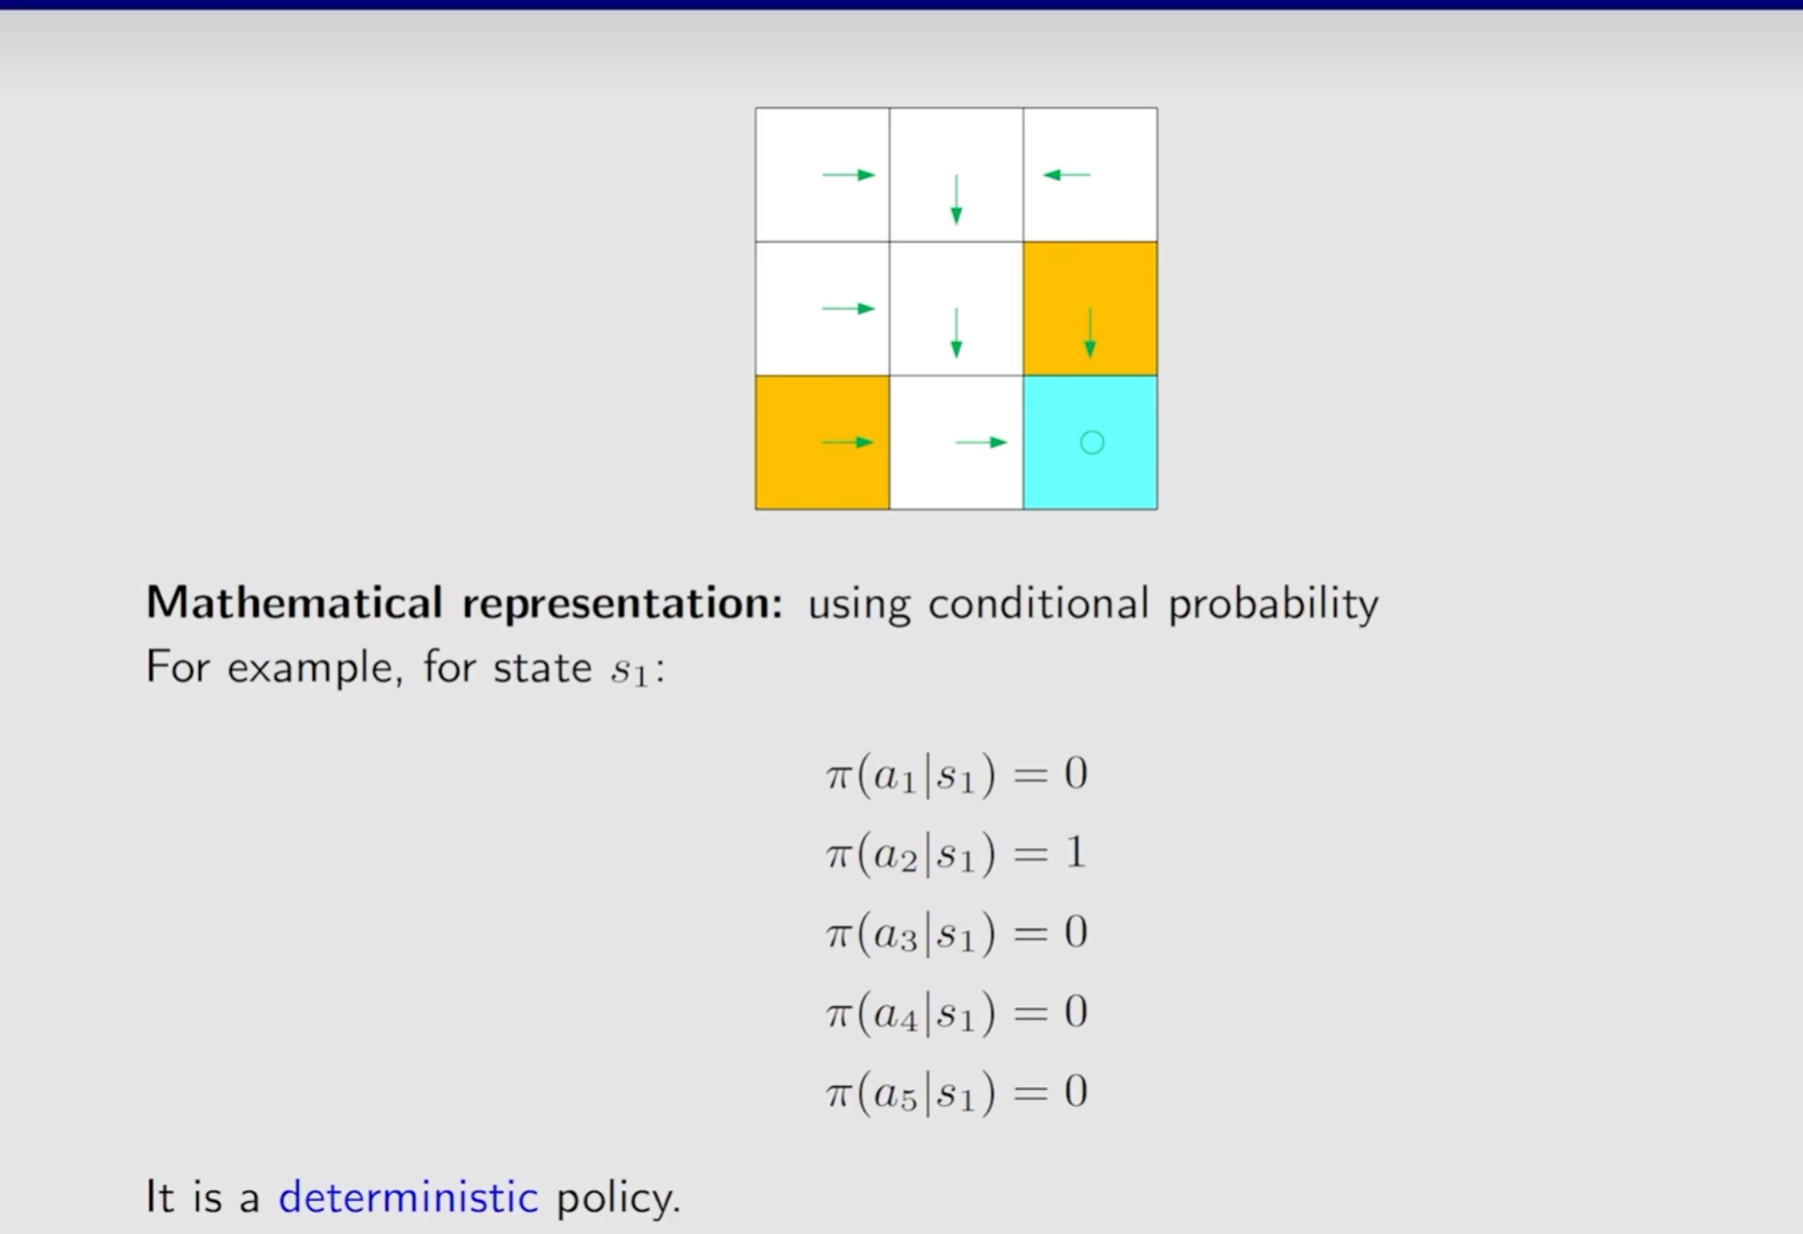 Mathematical representation: using conditional probability
For example, for state s₁:
π(a₁|s₁) = 0
π(a₂|s₁) = 1
π(a₃|s₁) = 0
π(a₄|s₁) = 0
π(a₅|s₁) = 0
It is a deterministic policy.